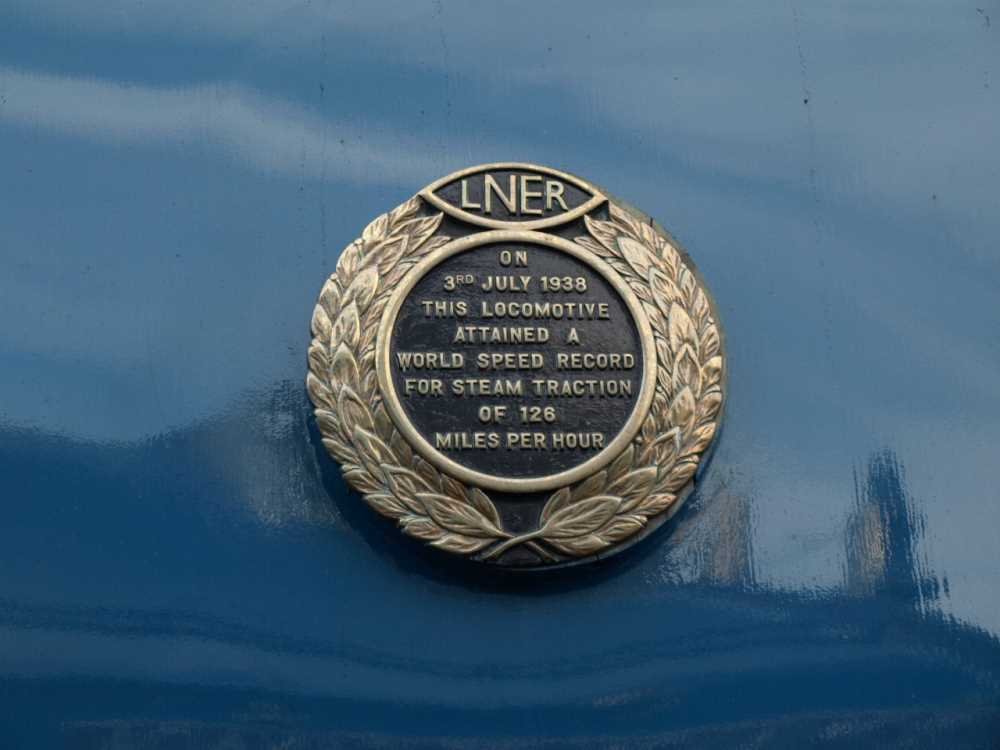 LNER
ON
3RD JULY 1938
THIS LOCOMOTIVE
ATTAINED A
WORLD SPEED RECORD
FOR STEAM TRACTION
OF 126
MILES PER HOUR